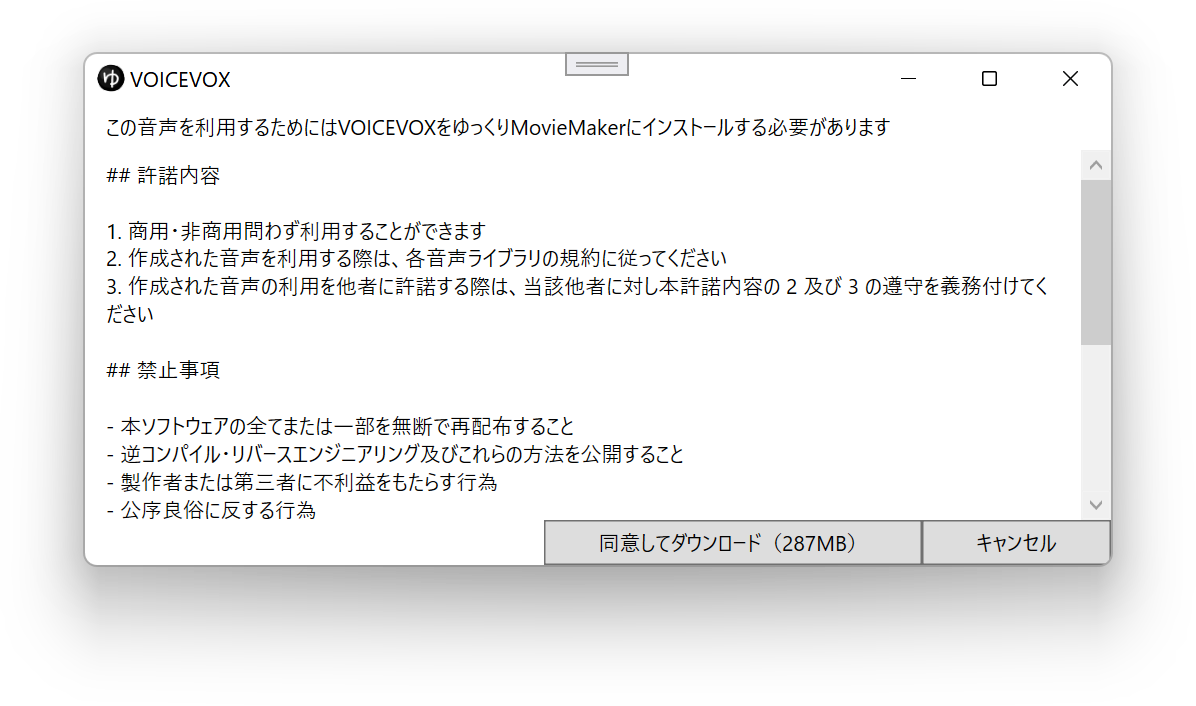 ゆ VOICEVOX
この音声を利用するためにはVOICEVOXをゆっくりMovieMakerにインストールする必要があります
## 許諾内容
1. 商用・非商用問わず利用することができます
2. 作成された音声を利用する際は、各音声ライブラリの規約に従ってください
3. 作成された音声の利用を他者に許諾する際は、当該他者に対し本許諾内容の 2 及び 3 の遵守を義務付けてく
ださい
## 禁止事項
- 本ソフトウェアの全てまたは一部を無断で再配布すること
- 逆コンパイル・リバースエンジニアリング及びこれらの方法を公開すること
- 製作者または第三者に不利益をもたらす行為
- 公序良俗に反する行為
同意してダウンロード（287MB） キャンセル